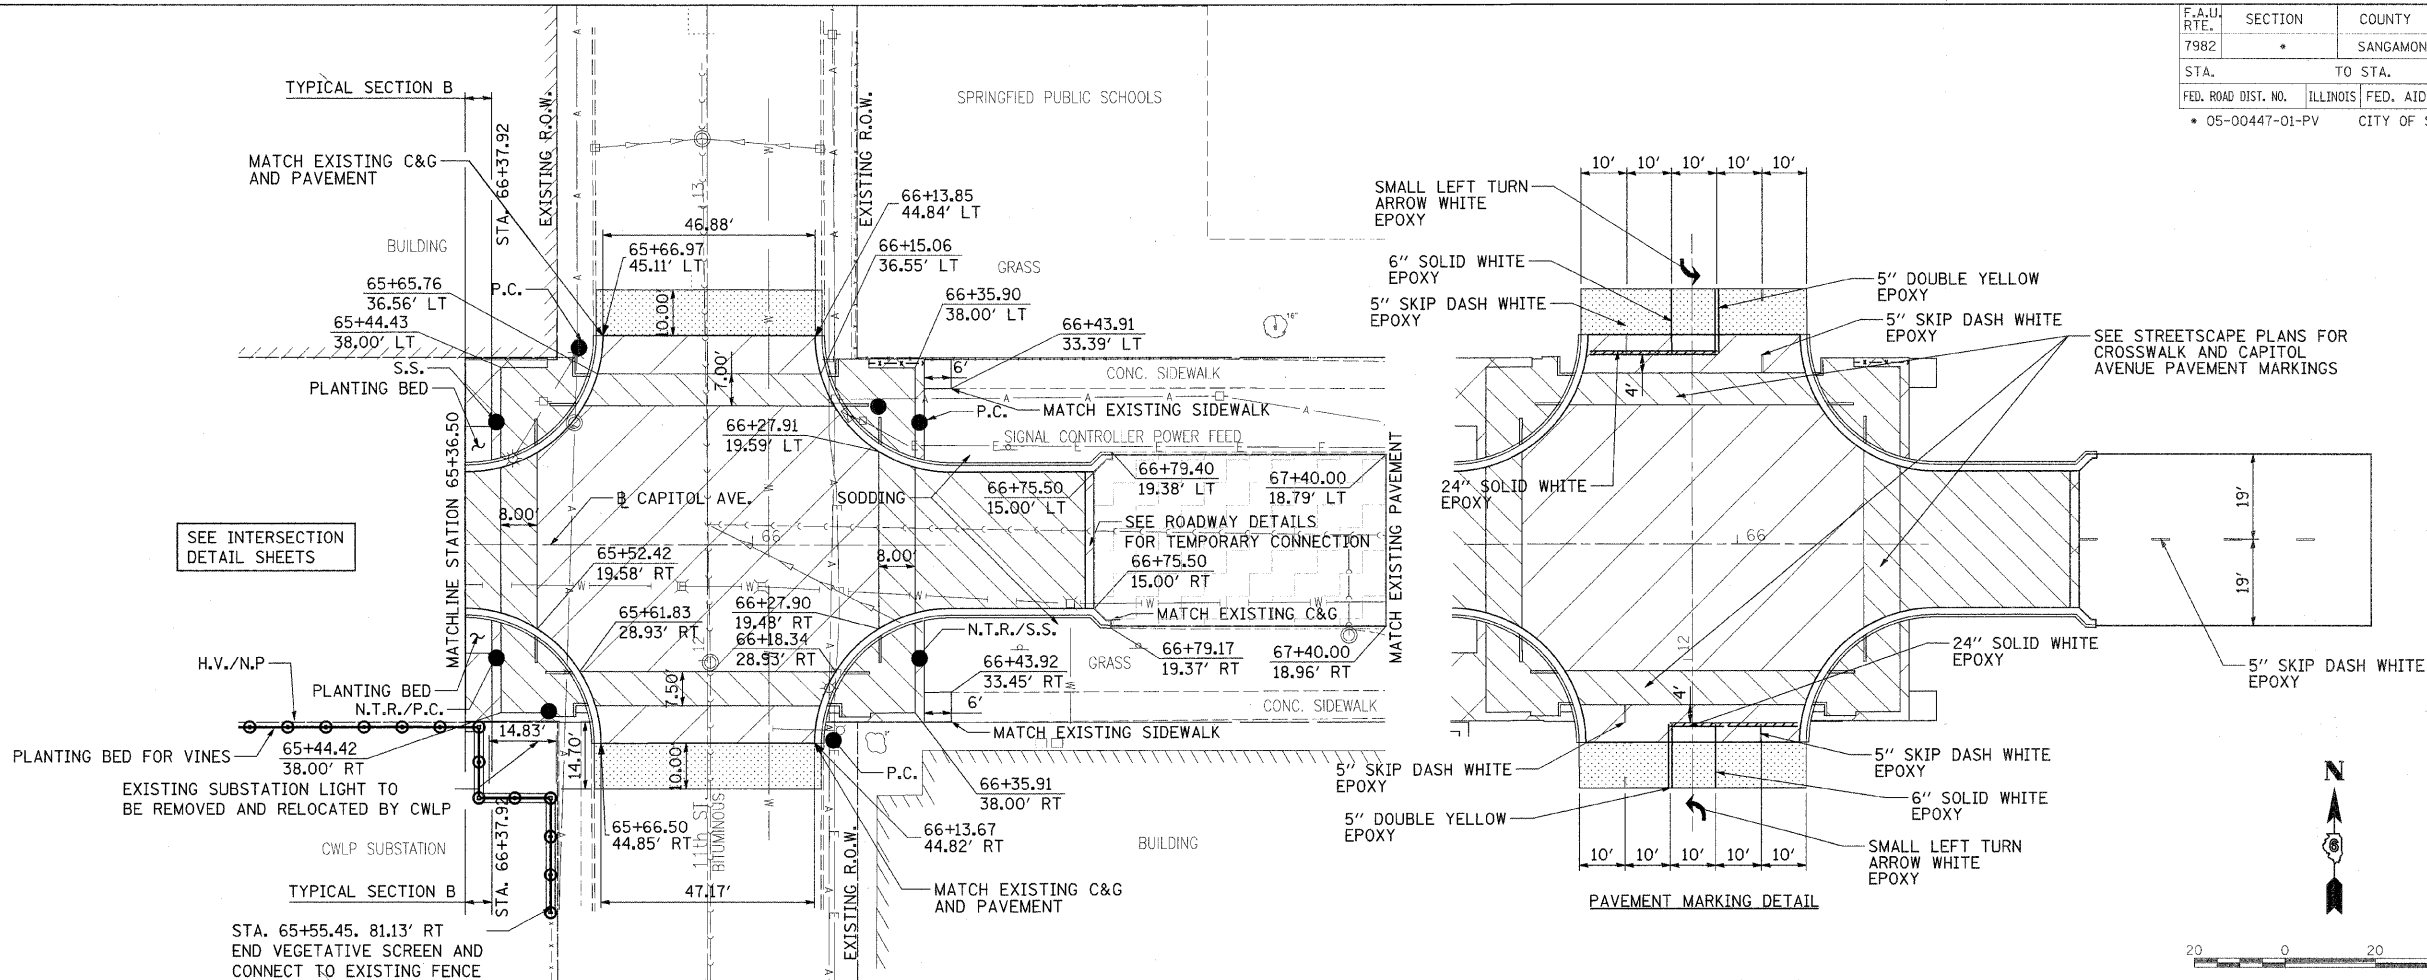 F.A.U.
RTE.
SECTION
COUNTY
7982
*
SANGAMON
STA.
TO STA.
FED. ROAD DIST. NO.
ILLINOIS
FED. AID
* 05-00447-01-PV
CITY OF
TYPICAL SECTION B
STA. 66+37.92
EXISTING R.O.W.
EXISTING R.O.W.
SPRINGFIED PUBLIC SCHOOLS
MATCH EXISTING C&G
AND PAVEMENT
13
BUILDING
46.88'
66+13.85
44.84' LT
65+66.97
45.11' LT
66+15.06
36.55' LT
GRASS
65+65.76
36.56' LT
P.C.
10.00'
66+35.90
38.00' LT
16"
65+44.43
38.00' LT
66+43.91
33.39' LT
S.S.
PLANTING BED
7.00'
6'
CONC. SIDEWALK
P.C.
MATCH EXISTING SIDEWALK
MATCHLINE STATION 65+36.50
66+27.91
19.59' LT
SIGNAL CONTROLLER POWER FEED
66+79.40
19.38' LT
67+40.00
18.79' LT
MATCH EXISTING PAVEMENT
SEE INTERSECTION
DETAIL SHEETS
8.00'
℄ CAPITOL AVE.
SODDING
66+75.50
15.00' LT
66
SEE ROADWAY DETAILS
FOR TEMPORARY CONNECTION
65+52.42
19.58' RT
8.00'
66+75.50
15.00' RT
65+61.83
28.93' RT
66+27.90
19.48' RT
66+18.34
28.93' RT
MATCH EXISTING C&G
N.T.R./S.S.
H.V./N.P
PLANTING BED
N.T.R./P.C.
12
7.50'
66+43.92
33.45' RT
GRASS
66+79.17
19.37' RT
67+40.00
18.96' RT
6'
CONC. SIDEWALK
MATCH EXISTING SIDEWALK
PLANTING BED FOR VINES
65+44.42
38.00' RT
14.83'
14.70'
10.00'
P.C.
66+35.91
38.00' RT
EXISTING SUBSTATION LIGHT TO
BE REMOVED AND RELOCATED BY CWLP
STA. 66+37.92
65+66.50
44.85' RT
11th ST.
BITUMINOUS
66+13.67
44.82' RT
BUILDING
CWLP SUBSTATION
TYPICAL SECTION B
47.17'
EXISTING R.O.W.
MATCH EXISTING C&G
AND PAVEMENT
STA. 65+55.45. 81.13' RT
END VEGETATIVE SCREEN AND
CONNECT TO EXISTING FENCE
10' 10' 10' 10' 10'
SMALL LEFT TURN
ARROW WHITE
EPOXY
6" SOLID WHITE
EPOXY
5" SKIP DASH WHITE
EPOXY
5" DOUBLE YELLOW
EPOXY
5" SKIP DASH WHITE
EPOXY
SEE STREETSCAPE PLANS FOR
CROSSWALK AND CAPITOL
AVENUE PAVEMENT MARKINGS
4'
24" SOLID WHITE
EPOXY
66
19'
19'
12
24" SOLID WHITE
EPOXY
5" SKIP DASH WHITE
EPOXY
4'
5" SKIP DASH WHITE
EPOXY
5" SKIP DASH WHITE
EPOXY
5" DOUBLE YELLOW
EPOXY
6" SOLID WHITE
EPOXY
10' 10' 10' 10' 10'
SMALL LEFT TURN
ARROW WHITE
EPOXY
PAVEMENT MARKING DETAIL
N
6
20 0 20